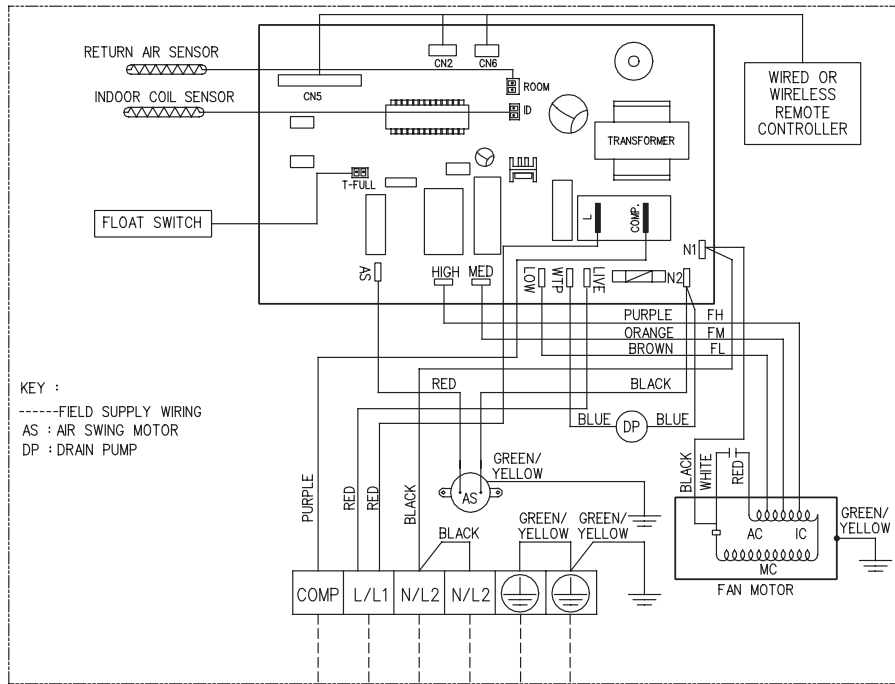 RETURN AIR SENSOR
INDOOR COIL SENSOR
FLOAT SWITCH
CN2
CN6
CN5
ROOM
ID
T-FULL
TRANSFORMER
WIRED OR
WIRELESS
REMOTE
CONTROLLER
L
COMP.
N1
AS
HIGH
MED
LOW
WTP
LIVE
N2
PURPLE FH
ORANGE FM
BROWN FL
RED
BLACK
BLUE
DP
BLUE
KEY :
------FIELD SUPPLY WIRING
AS : AIR SWING MOTOR
DP : DRAIN PUMP
PURPLE
RED
RED
BLACK
AS
GREEN/
YELLOW
BLACK
GREEN/
YELLOW
GREEN/
YELLOW
BLACK
WHITE
RED
AC
IC
MC
FAN MOTOR
GREEN/
YELLOW
COMP
L/L1
N/L2
N/L2